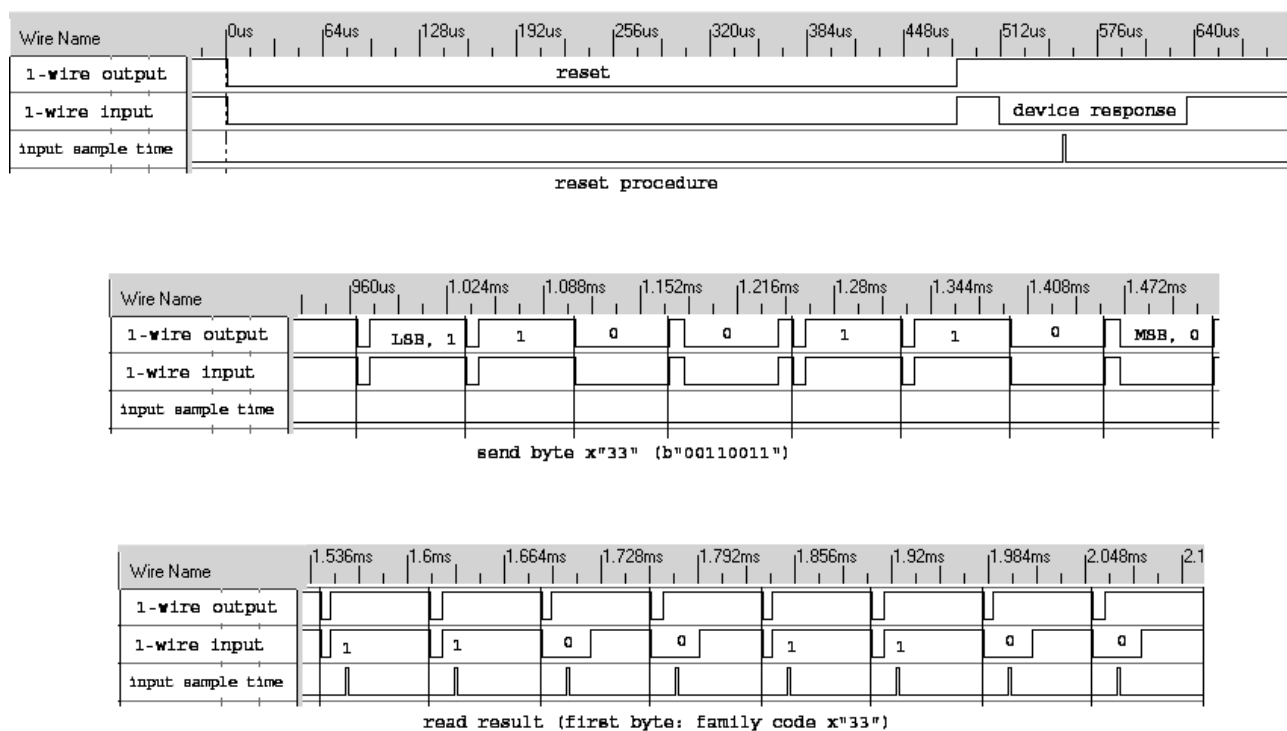 Wire Name 0us 64us 128us 192us 256us 320us 384us 448us 512us 576us 640us
1-wire output reset
1-wire input device response
input sample time
reset procedure
Wire Name 960us 1.024ms 1.088ms 1.152ms 1.216ms 1.28ms 1.344ms 1.408ms 1.472ms
1-wire output LSB, 1 1 0 0 1 1 0 MSB, 0
1-wire input
input sample time
send byte x"33" (b"00110011")
Wire Name 1.536ms 1.6ms 1.664ms 1.728ms 1.792ms 1.856ms 1.92ms 1.984ms 2.048ms 2.1
1-wire output
1-wire input 1 1 0 0 1 1 0 0
input sample time
read result (first byte: family code x"33")